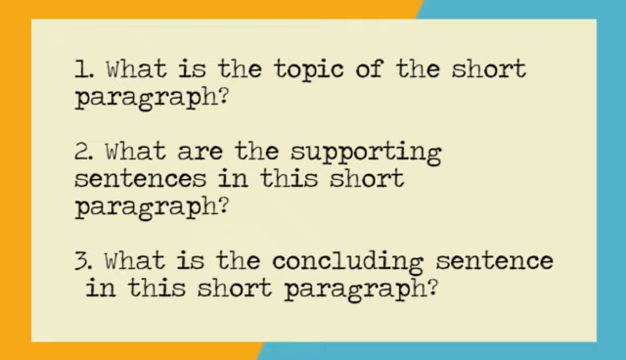 1. What is the topic of the short
paragraph?
2. What are the supporting
sentences in this short
paragraph?
3. What is the concluding sentence
in this short paragraph?